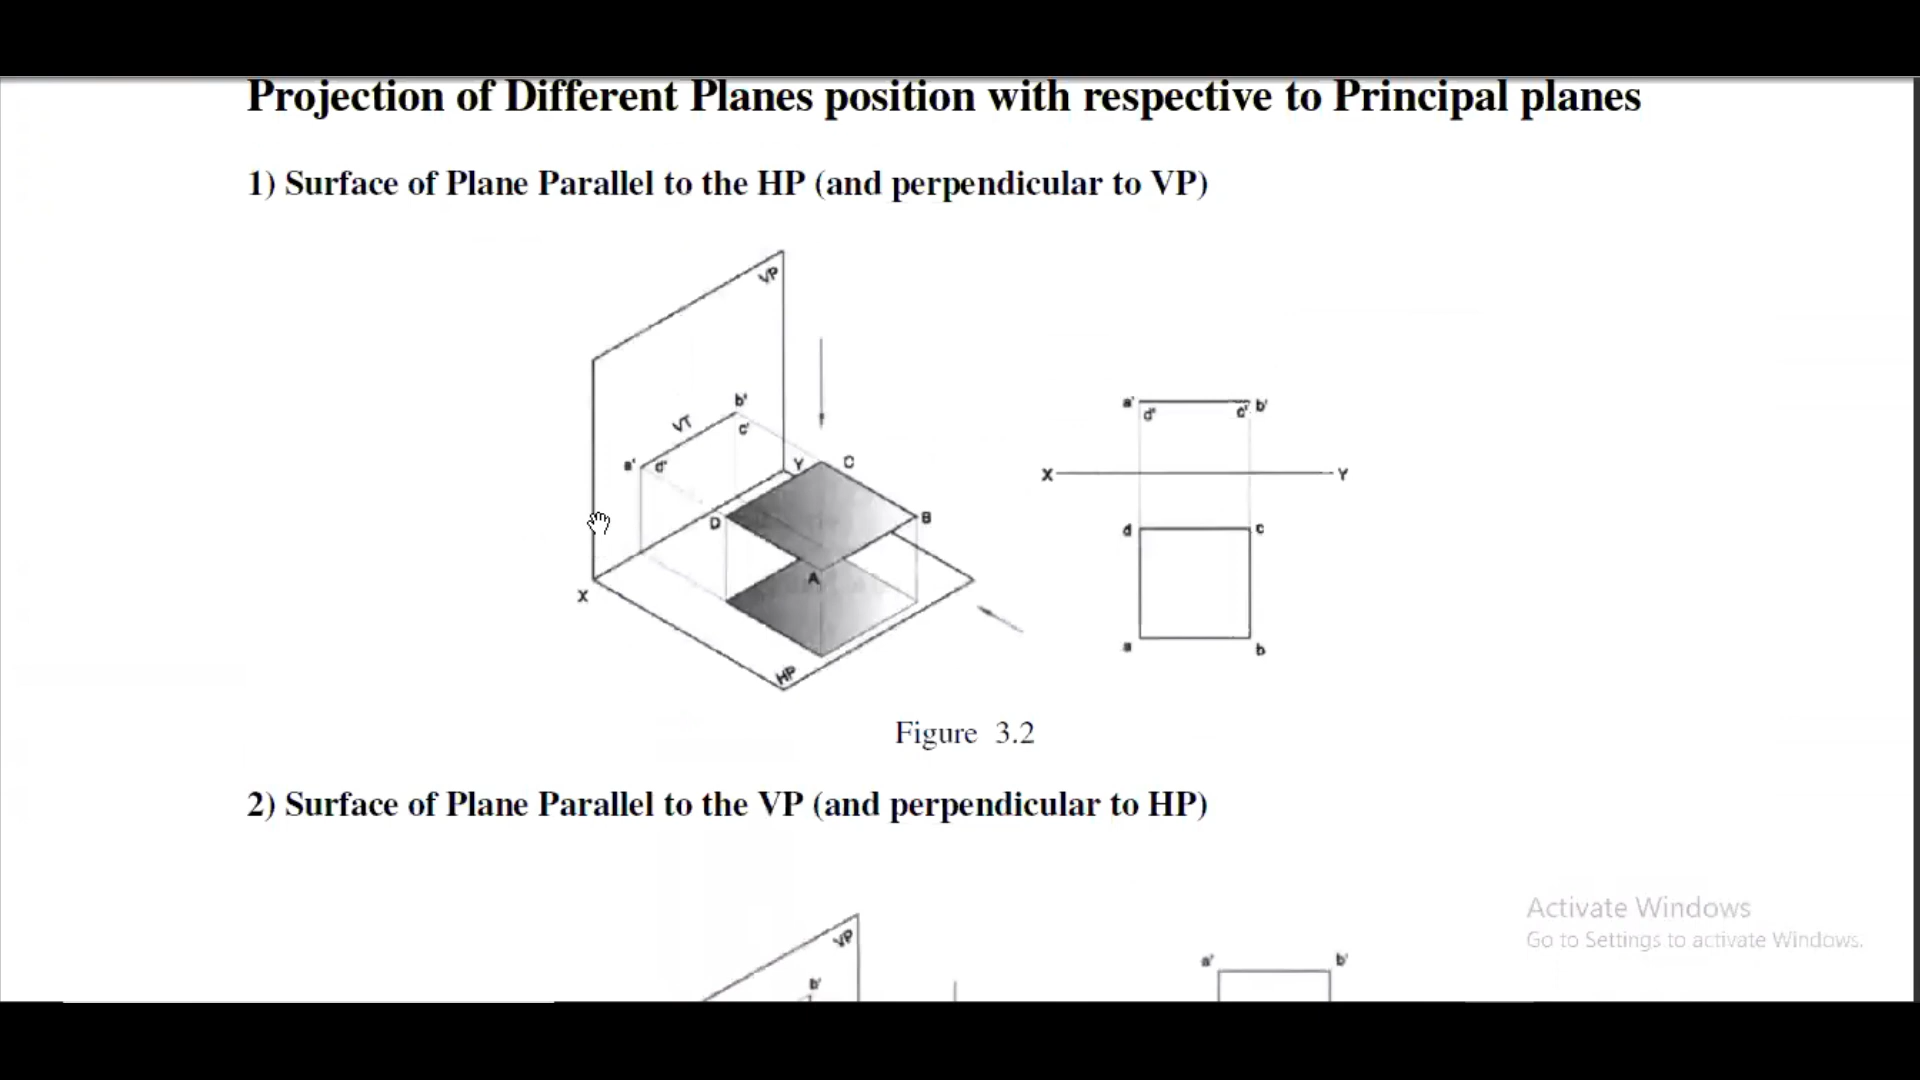 Projection of Different Planes position with respective to Principal planes
1) Surface of Plane Parallel to the HP (and perpendicular to VP)
VP
b'
VT
c'
a' d'
Y C
D B
A
X
HP
a' d' c' b'
X Y
d c
a b
Figure 3.2
2) Surface of Plane Parallel to the VP (and perpendicular to HP)
VP
b'
a' b'
Activate Windows
Go to Settings to activate Windows.